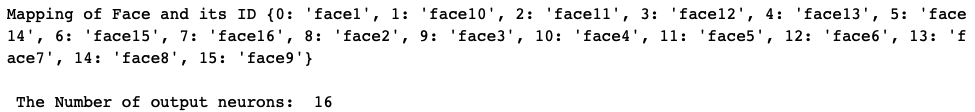 Mapping of Face and its ID {0: 'face1', 1: 'face10', 2: 'face11', 3: 'face12', 4: 'face13', 5: 'face
14', 6: 'face15', 7: 'face16', 8: 'face2', 9: 'face3', 10: 'face4', 11: 'face5', 12: 'face6', 13: 'f
ace7', 14: 'face8', 15: 'face9'}
The Number of output neurons:  16